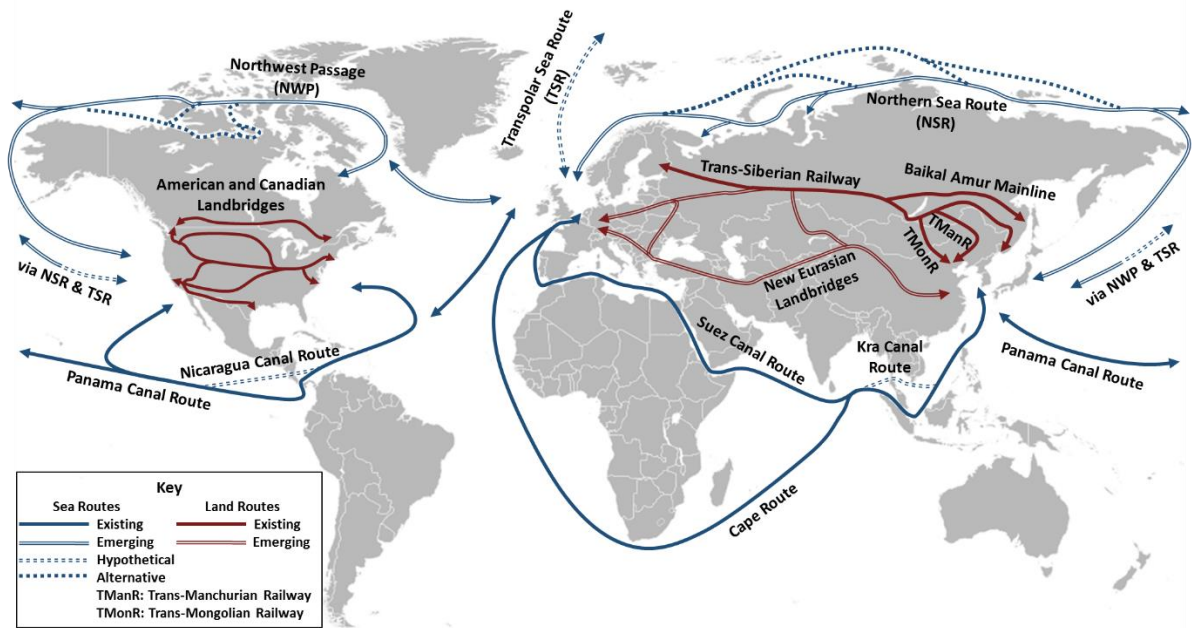 Northwest Passage
(NWP)
Transpolar Sea Route
(TSR)
Northern Sea Route
(NSR)
American and Canadian
Landbridges
Trans-Siberian Railway
Baikal Amur Mainline
TManR
TMonR
via NSR & TSR
New Eurasian
Landbridges
via NWP & TSR
Suez Canal Route
Kra Canal
Route
Nicaragua Canal Route
Panama Canal Route
Panama Canal Route
Cape Route
Key
Sea Routes
Land Routes
Existing
Existing
Emerging
Emerging
Hypothetical
Alternative
TManR: Trans-Manchurian Railway
TMonR: Trans-Mongolian Railway